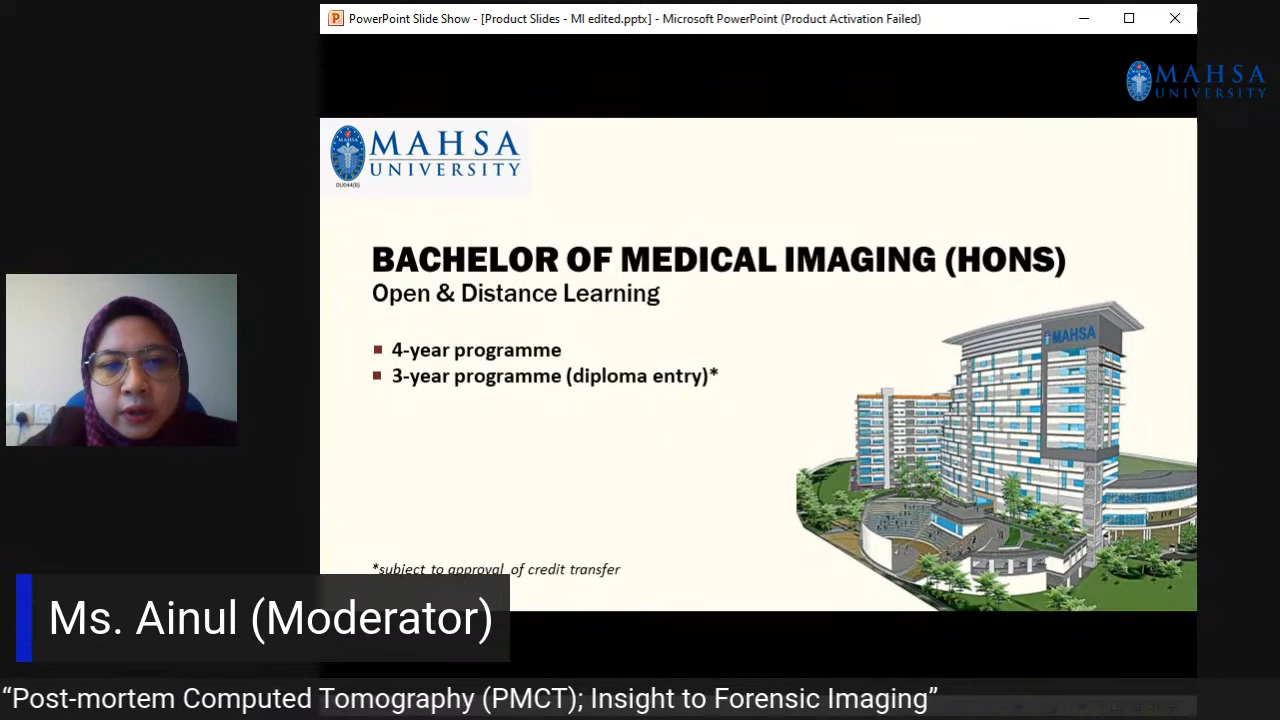 PowerPoint Slide Show - [Product Slides - MI edited.pptx] - Microsoft PowerPoint (Product Activation Failed)
MAHSA
UNIVERSITY
MAHSA
UNIVERSITY
DU044(B)
BACHELOR OF MEDICAL IMAGING (HONS)
Open & Distance Learning
4-year programme
3-year programme (diploma entry)*
MAHSA
*subject to approval of credit transfer
Ms. Ainul (Moderator)
“Post-mortem Computed Tomography (PMCT); Insight to Forensic Imaging”